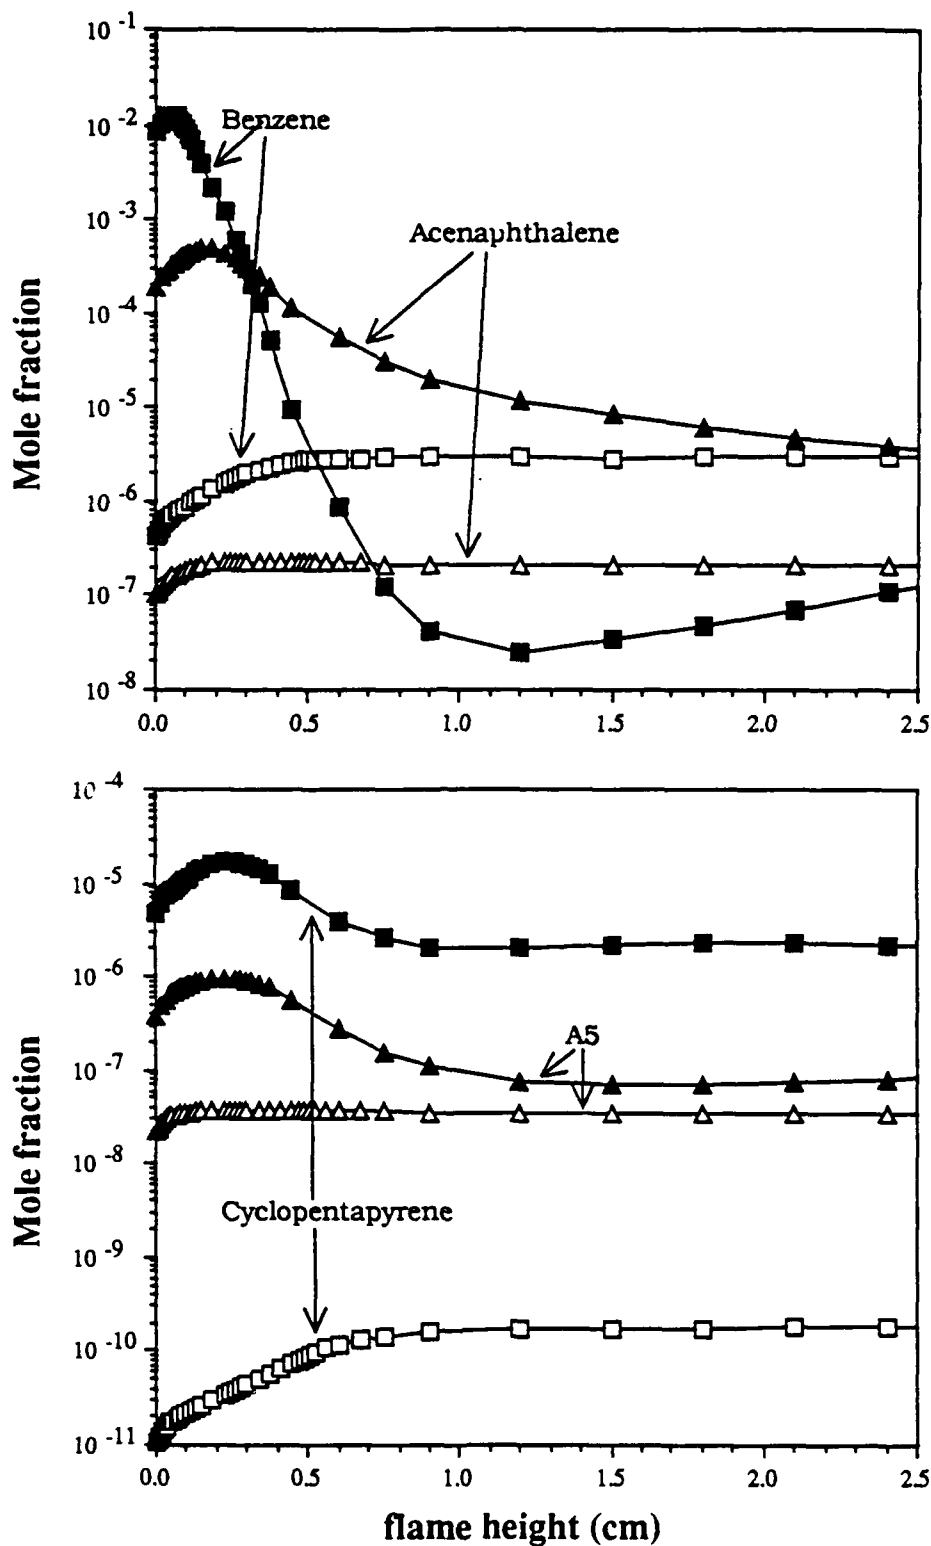 10 -1
10 -2
10 -3
10 -4
10 -5
10 -6
10 -7
10 -8
Mole fraction
Benzene
Acenaphthalene
0.0 0.5 1.0 1.5 2.0 2.5
10 -4
10 -5
10 -6
10 -7
10 -8
10 -9
10 -10
10 -11
Mole fraction
A5
Cyclopentapyrene
0.0 0.5 1.0 1.5 2.0 2.5
flame height (cm)